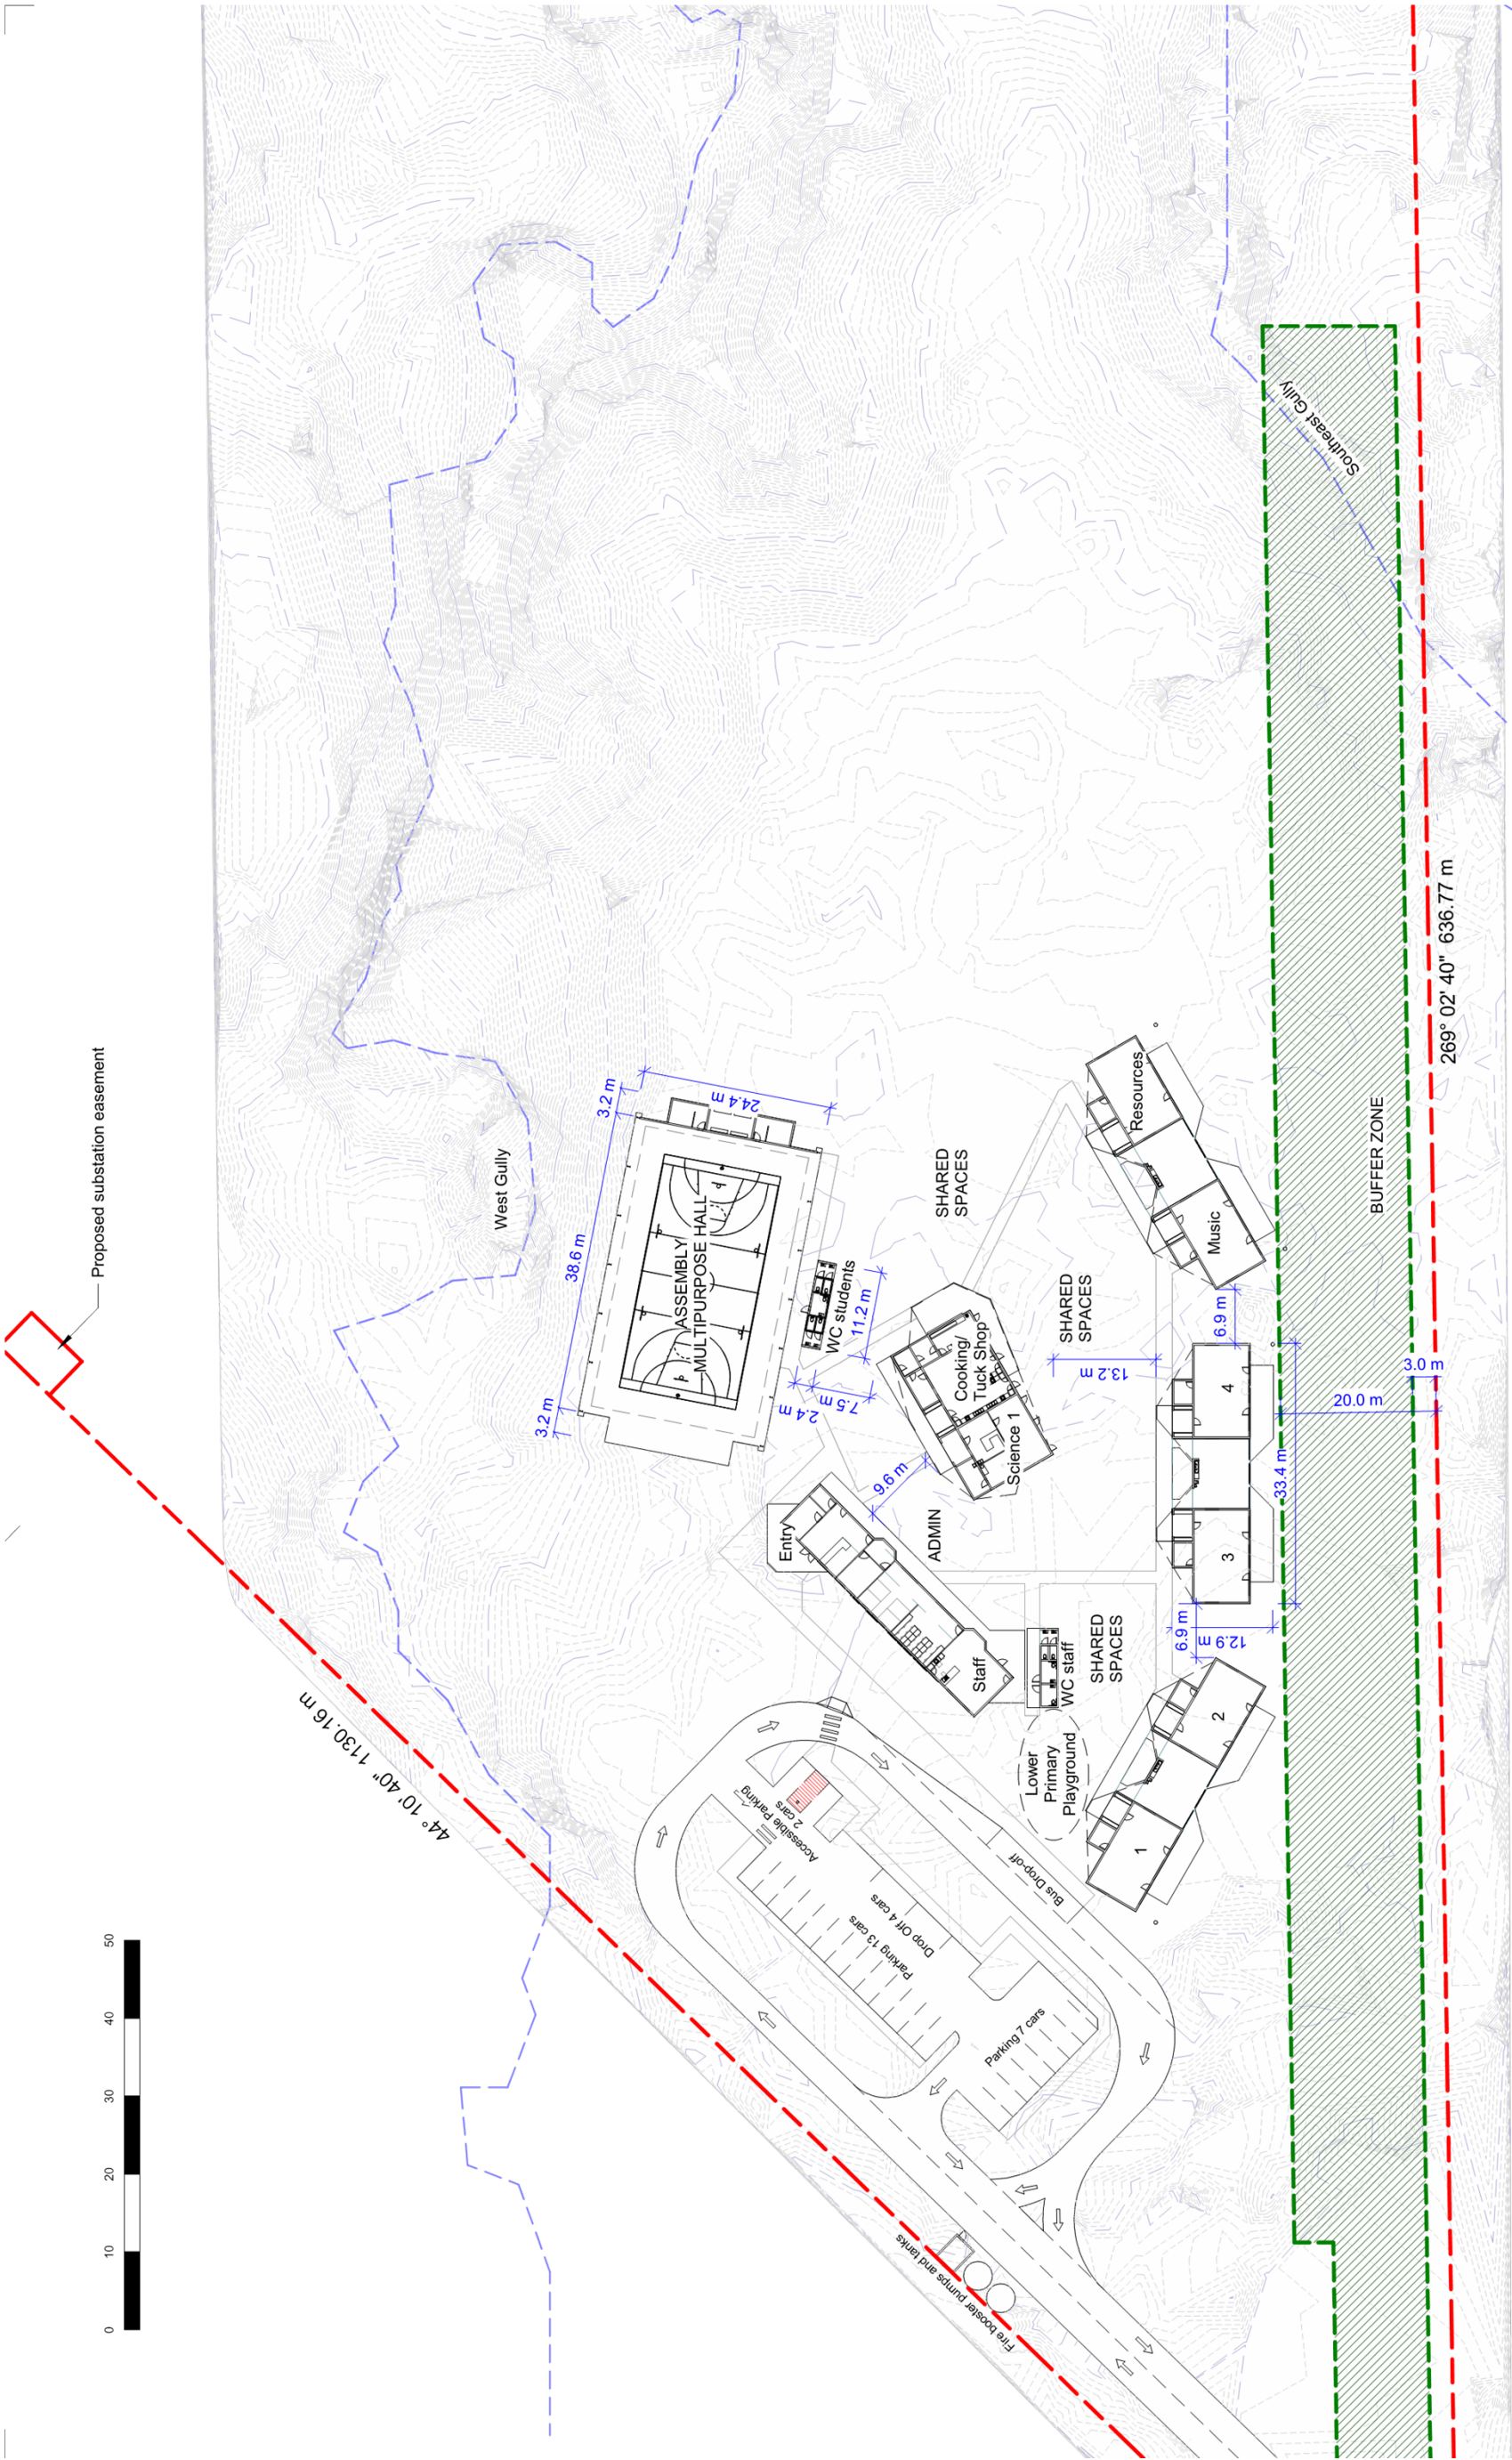 Proposed substation easement
West Gully
Southeast Gully
44° 10' 40" 1130.16 m
269° 02' 40" 636.77 m
BUFFER ZONE
3.2 m
24.4 m
38.6 m
3.2 m
ASSEMBLY
MULTIPURPOSE HALL
WC students
11.2 m
2.4 m
7.5 m
SHARED
SPACES
Resources
Music
6.9 m
SHARED
SPACES
13.2 m
Cooking/
Tuck Shop
Science 1
9.6 m
Entry
ADMIN
Staff
WC staff
SHARED
SPACES
4
3
3.0 m
20.0 m
33.4 m
6.9 m
12.9 m
2
1
Lower
Primary
Playground
Bus Drop-off
Accessible Parking
2 cars
Drop Off 4 cars
Parking 13 cars
Parking 7 cars
Fire booster pumps and tanks
0
10
20
30
40
50